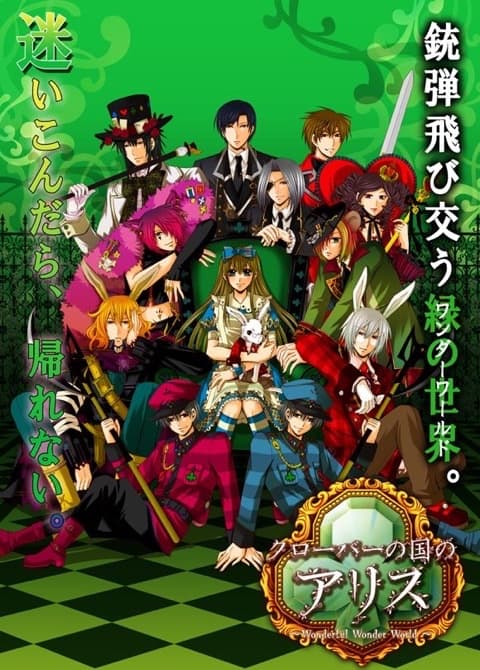 銃弾飛び交う緑の世界。
ワンダーワールド
迷いこんだら、帰れない。
クローバーの国の
アリス
~Wonderful Wonder World~